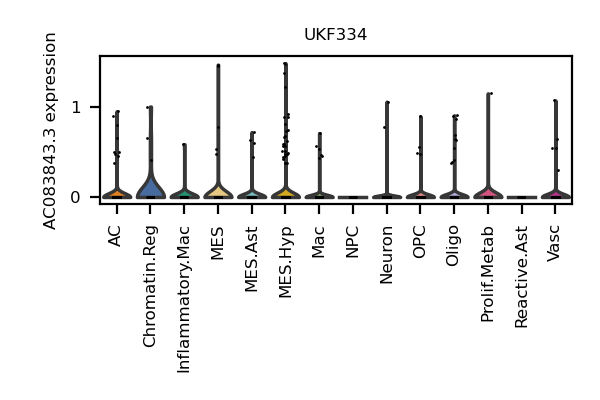 UKF334
AC083843.3 expression
1
0
AC
Chromatin.Reg
Inflammatory.Mac
MES
MES.Ast
MES.Hyp
Mac
NPC
Neuron
OPC
Oligo
Prolif.Metab
Reactive.Ast
Vasc